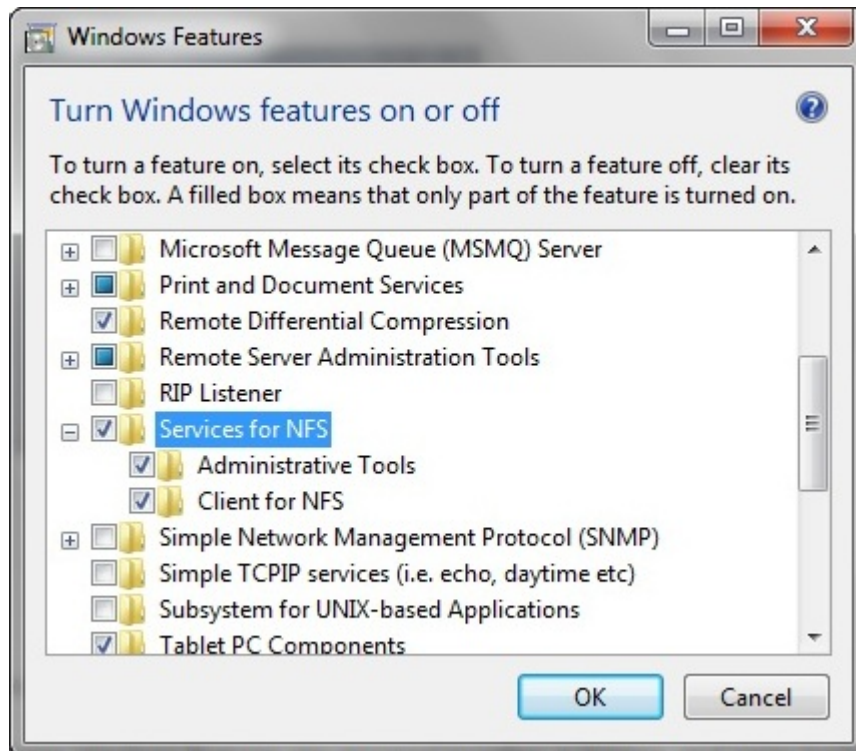 Windows Features
Turn Windows features on or off
To turn a feature on, select its check box. To turn a feature off, clear its
check box. A filled box means that only part of the feature is turned on.
Microsoft Message Queue (MSMQ) Server
Print and Document Services
Remote Differential Compression
Remote Server Administration Tools
RIP Listener
Services for NFS
Administrative Tools
Client for NFS
Simple Network Management Protocol (SNMP)
Simple TCPIP services (i.e. echo, daytime etc)
Subsystem for UNIX-based Applications
Tablet PC Components
OK Cancel